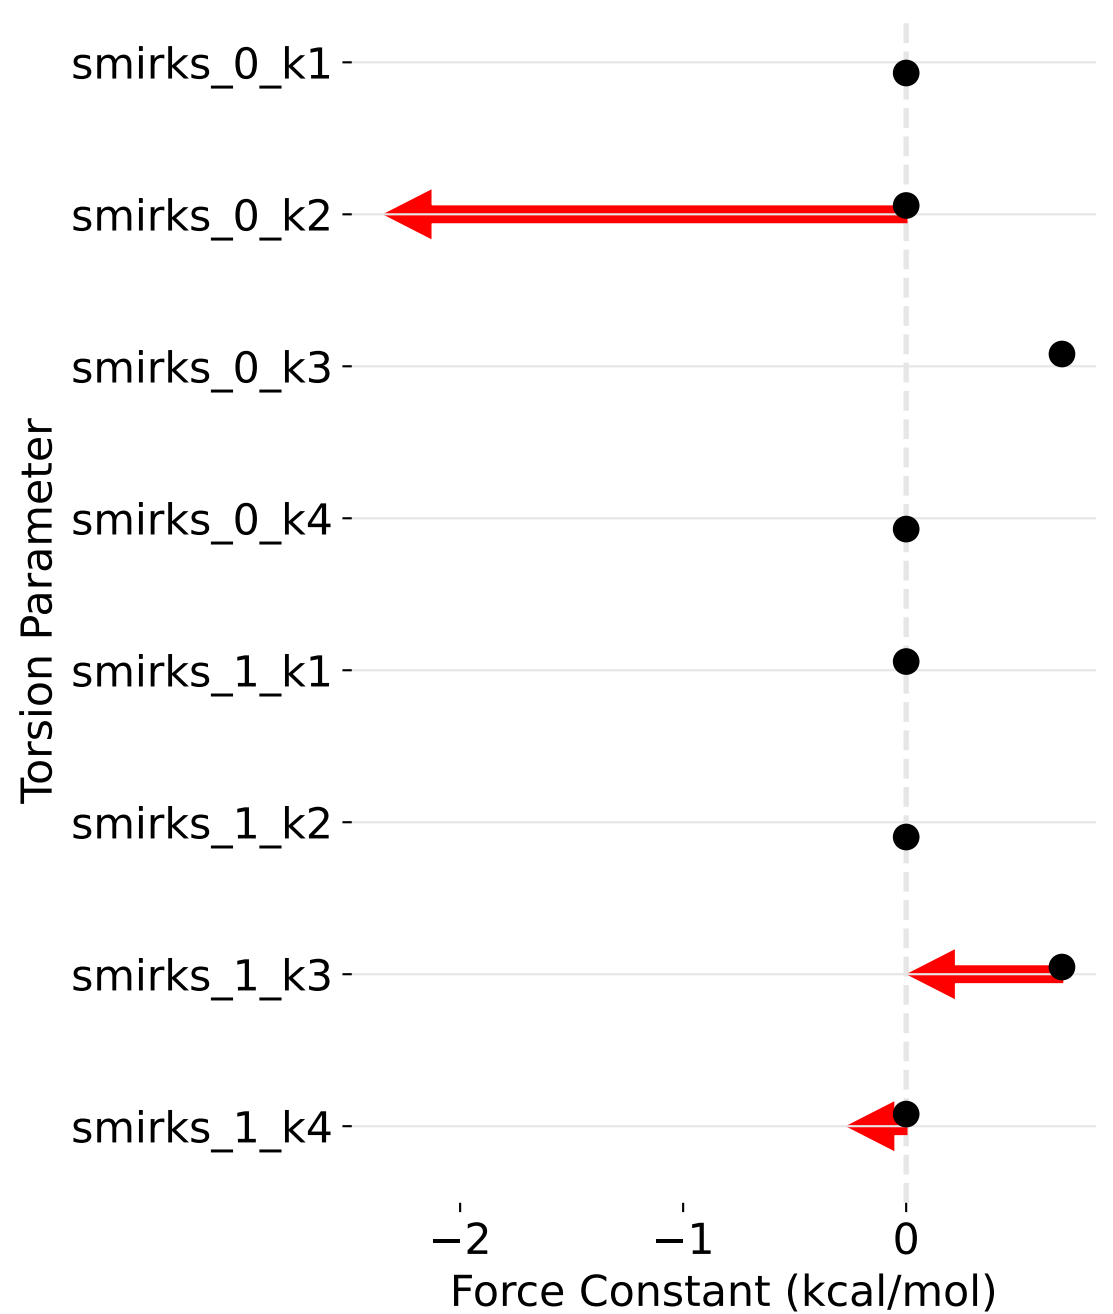 smirks_0_k1
smirks_0_k2
smirks_0_k3
smirks_0_k4
smirks_1_k1
smirks_1_k2
smirks_1_k3
smirks_1_k4
Torsion Parameter
−2 −1 0
Force Constant (kcal/mol)